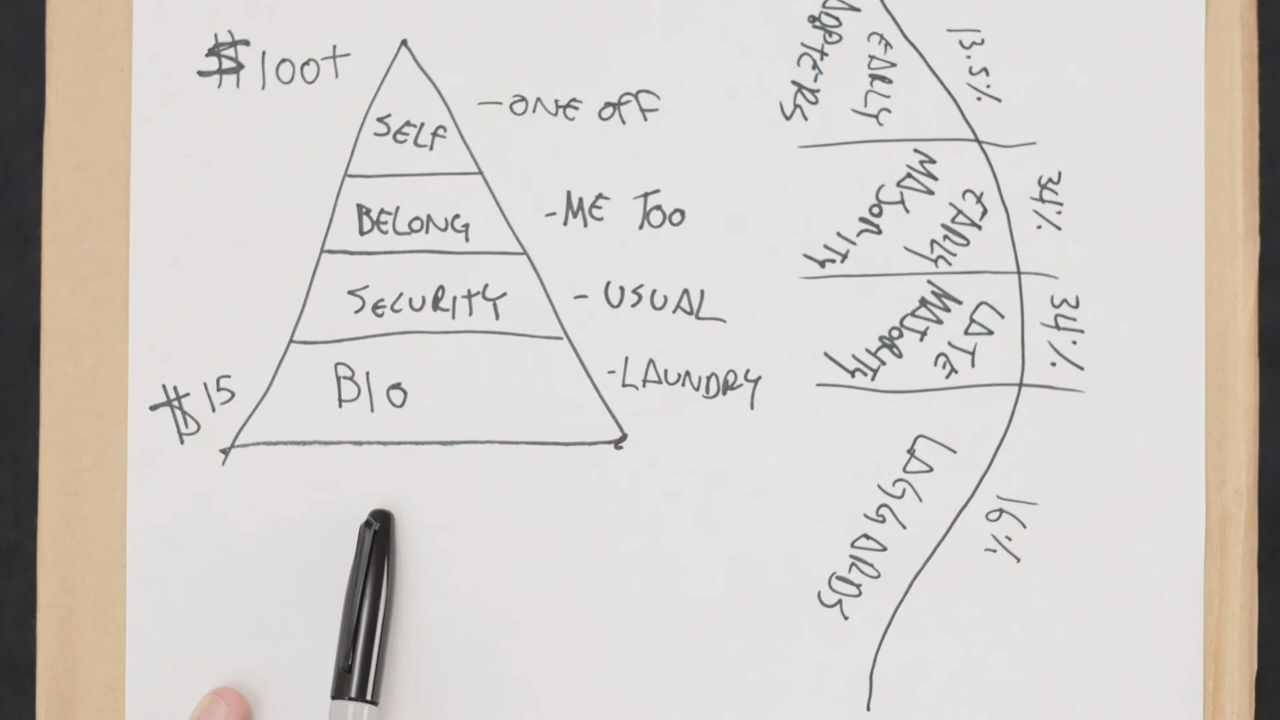 $100+
SELF
- ONE OFF
BELONG
- ME TOO
SECURITY
- USUAL
$15
BIO
- LAUNDRY
EARLY
ADOPTERS
13.5%
EARLY
MAJORITY
34%
LATE
MAJORITY
34%
LAGGARDS
16%